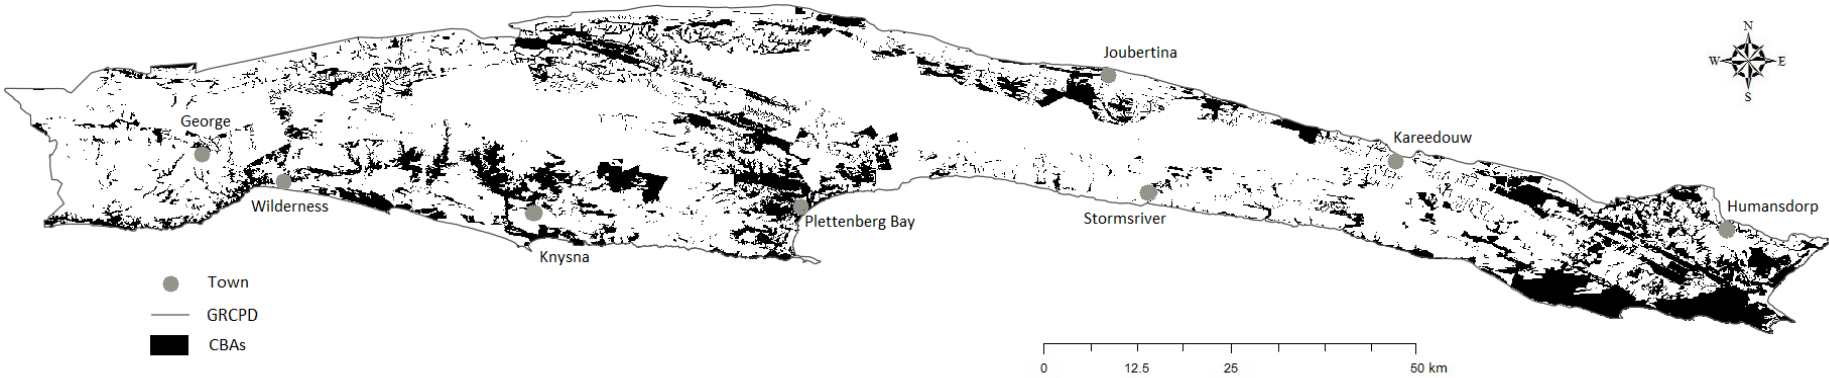 N
W E
S
Joubertina
George
Kareedouw
Wilderness
Plettenberg Bay
Stormsriver
Humansdorp
Knysna
Town
GRCPD
CBAs
0 12.5 25 50 km